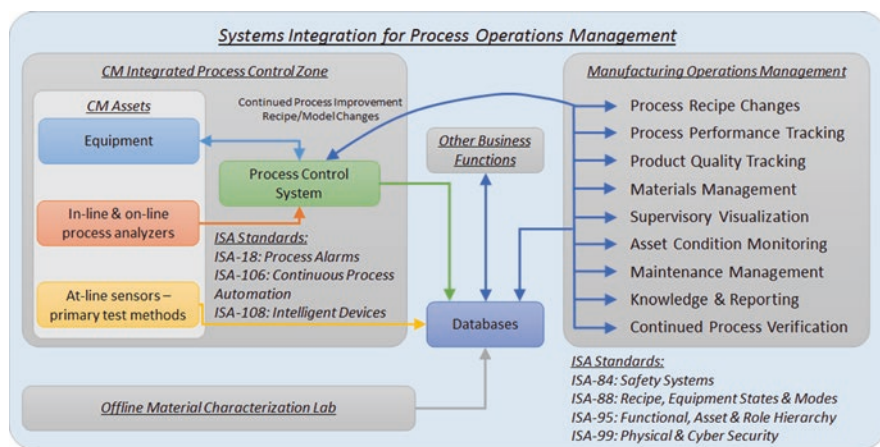 Systems Integration for Process Operations Management
CM Integrated Process Control Zone
CM Assets
Equipment
In-line & on-line
process analyzers
At-line sensors –
primary test methods
Continued Process Improvement
Recipe/Model Changes
Process Control
System
ISA Standards:
ISA-18: Process Alarms
ISA-106: Continuous Process
Automation
ISA-108: Intelligent Devices
Offline Material Characterization Lab
Other Business
Functions
Databases
Manufacturing Operations Management
Process Recipe Changes
Process Performance Tracking
Product Quality Tracking
Materials Management
Supervisory Visualization
Asset Condition Monitoring
Maintenance Management
Knowledge & Reporting
Continued Process Verification
ISA Standards:
ISA-84: Safety Systems
ISA-88: Recipe, Equipment States & Modes
ISA-95: Functional, Asset & Role Hierarchy
ISA-99: Physical & Cyber Security